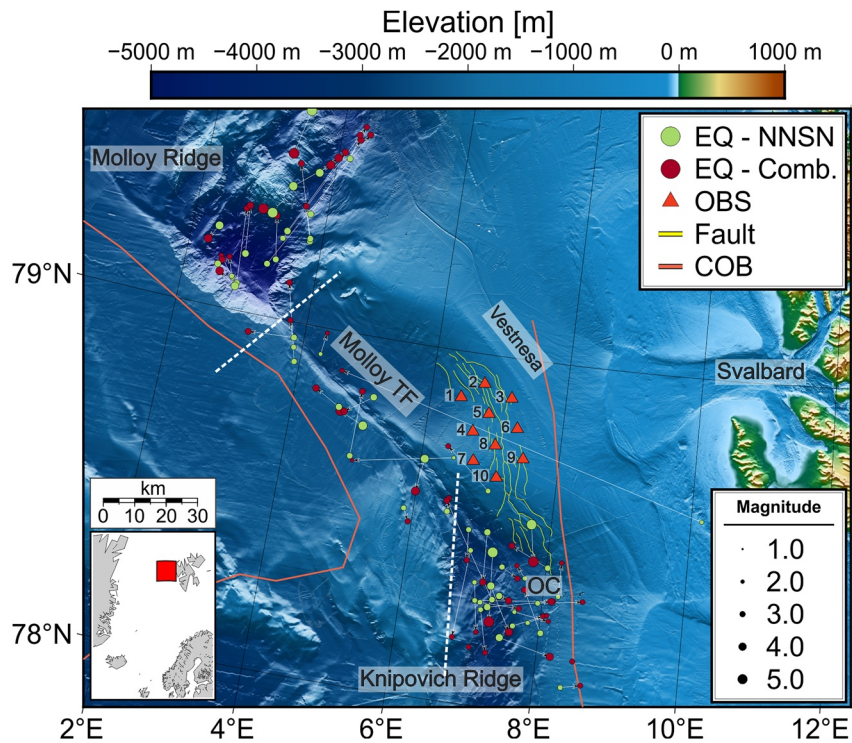 Elevation [m]
−5000 m −4000 m −3000 m −2000 m −1000 m 0 m 1000 m
Molloy Ridge
EQ - NNSN
EQ - Comb.
OBS
Fault
COB
79°N
Vestnesa
Molloy TF
Svalbard
2
1
3
5
4
6
8
7
9
10
km
0 10 20 30
Magnitude
1.0
2.0
3.0
4.0
5.0
OC
78°N
Knipovich Ridge
2°E 4°E 6°E 8°E 10°E 12°E